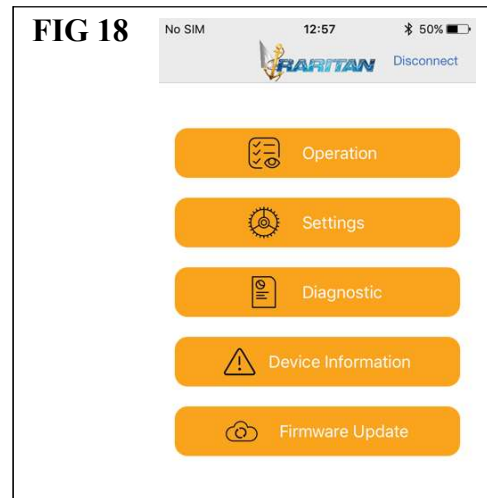 FIG 18
No SIM 12:57 50%
RARITAN Disconnect
Operation
Settings
Diagnostic
Device Information
Firmware Update